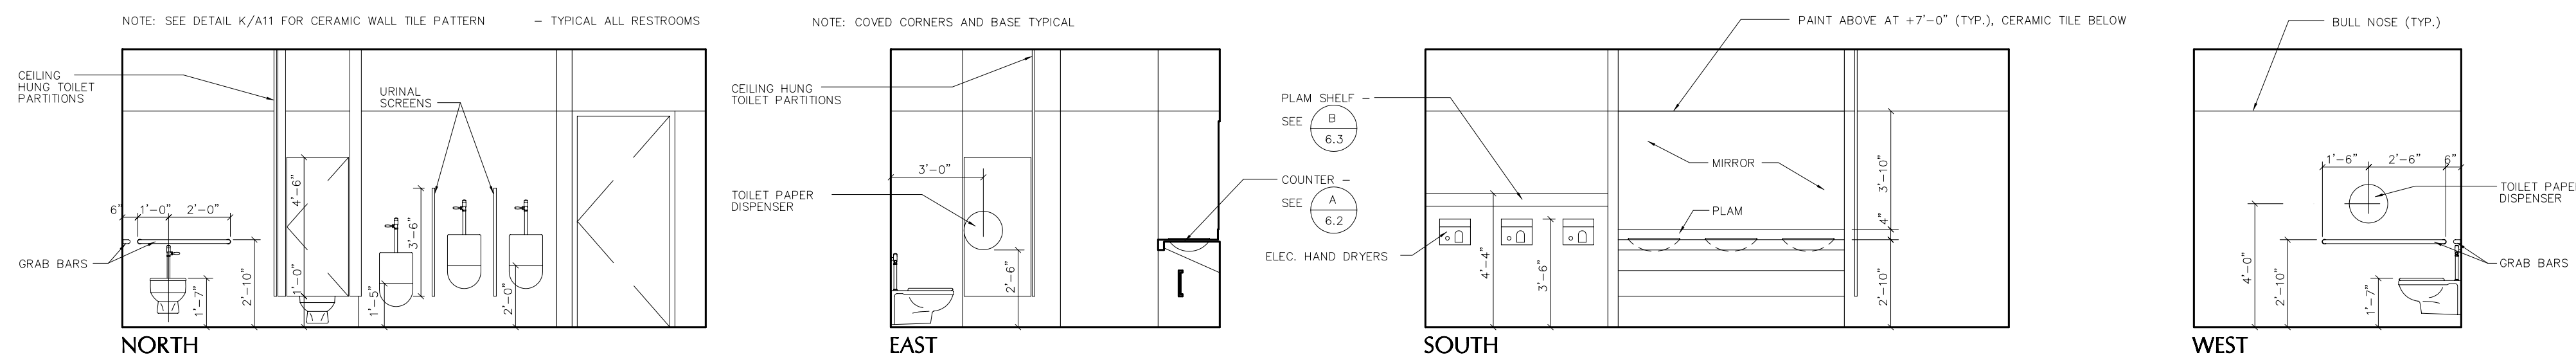 NOTE: SEE DETAIL K/A11 FOR CERAMIC WALL TILE PATTERN – TYPICAL ALL RESTROOMS
CEILING
HUNG TOILET
PARTITIONS
URINAL
SCREENS
GRAB BARS
6"
1'-0"
2'-0"
1'-7"
2'-10"
4'-6"
1'-0"
1'-5"
3'-6"
2'-0"
NORTH
NOTE: COVED CORNERS AND BASE TYPICAL
CEILING HUNG
TOILET PARTITIONS
TOILET PAPER
DISPENSER
3'-0"
2'-6"
EAST
PAINT ABOVE AT +7'-0" (TYP.), CERAMIC TILE BELOW
PLAM SHELF –
SEE
B
6.3
COUNTER –
SEE
A
6.2
ELEC. HAND DRYERS
4'-4"
3'-6"
MIRROR
PLAM
3'-10"
4"
2'-10"
SOUTH
BULL NOSE (TYP.)
1'-6"
2'-6"
6"
TOILET PAPE
DISPENSER
4'-0"
2'-10"
1'-7"
GRAB BARS
WEST